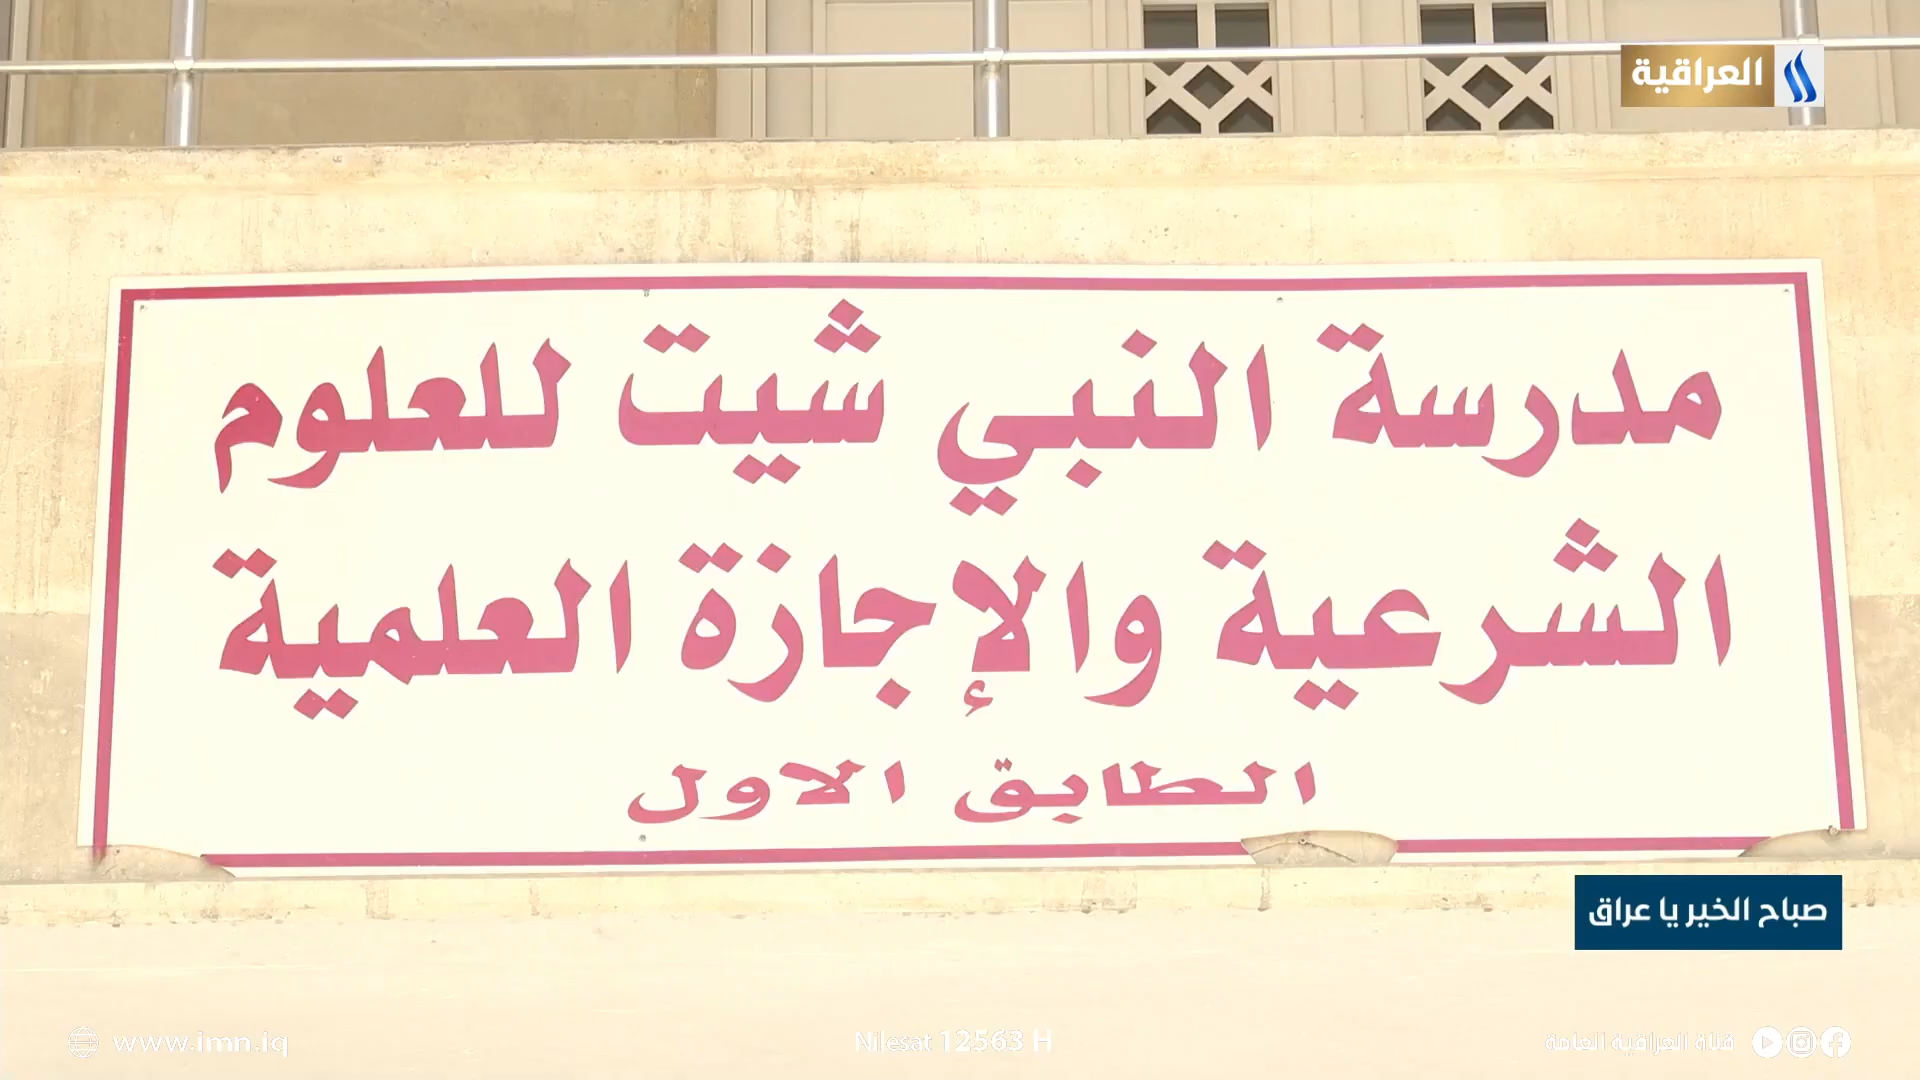 العراقية
مدرسة النبي شيت للعلوم
الشرعية والإجازة العلمية
الطابق الاول
صباح الخير يا عراق
www.imn.iq
Nilesat 12563 H
قناة العراقية العامة